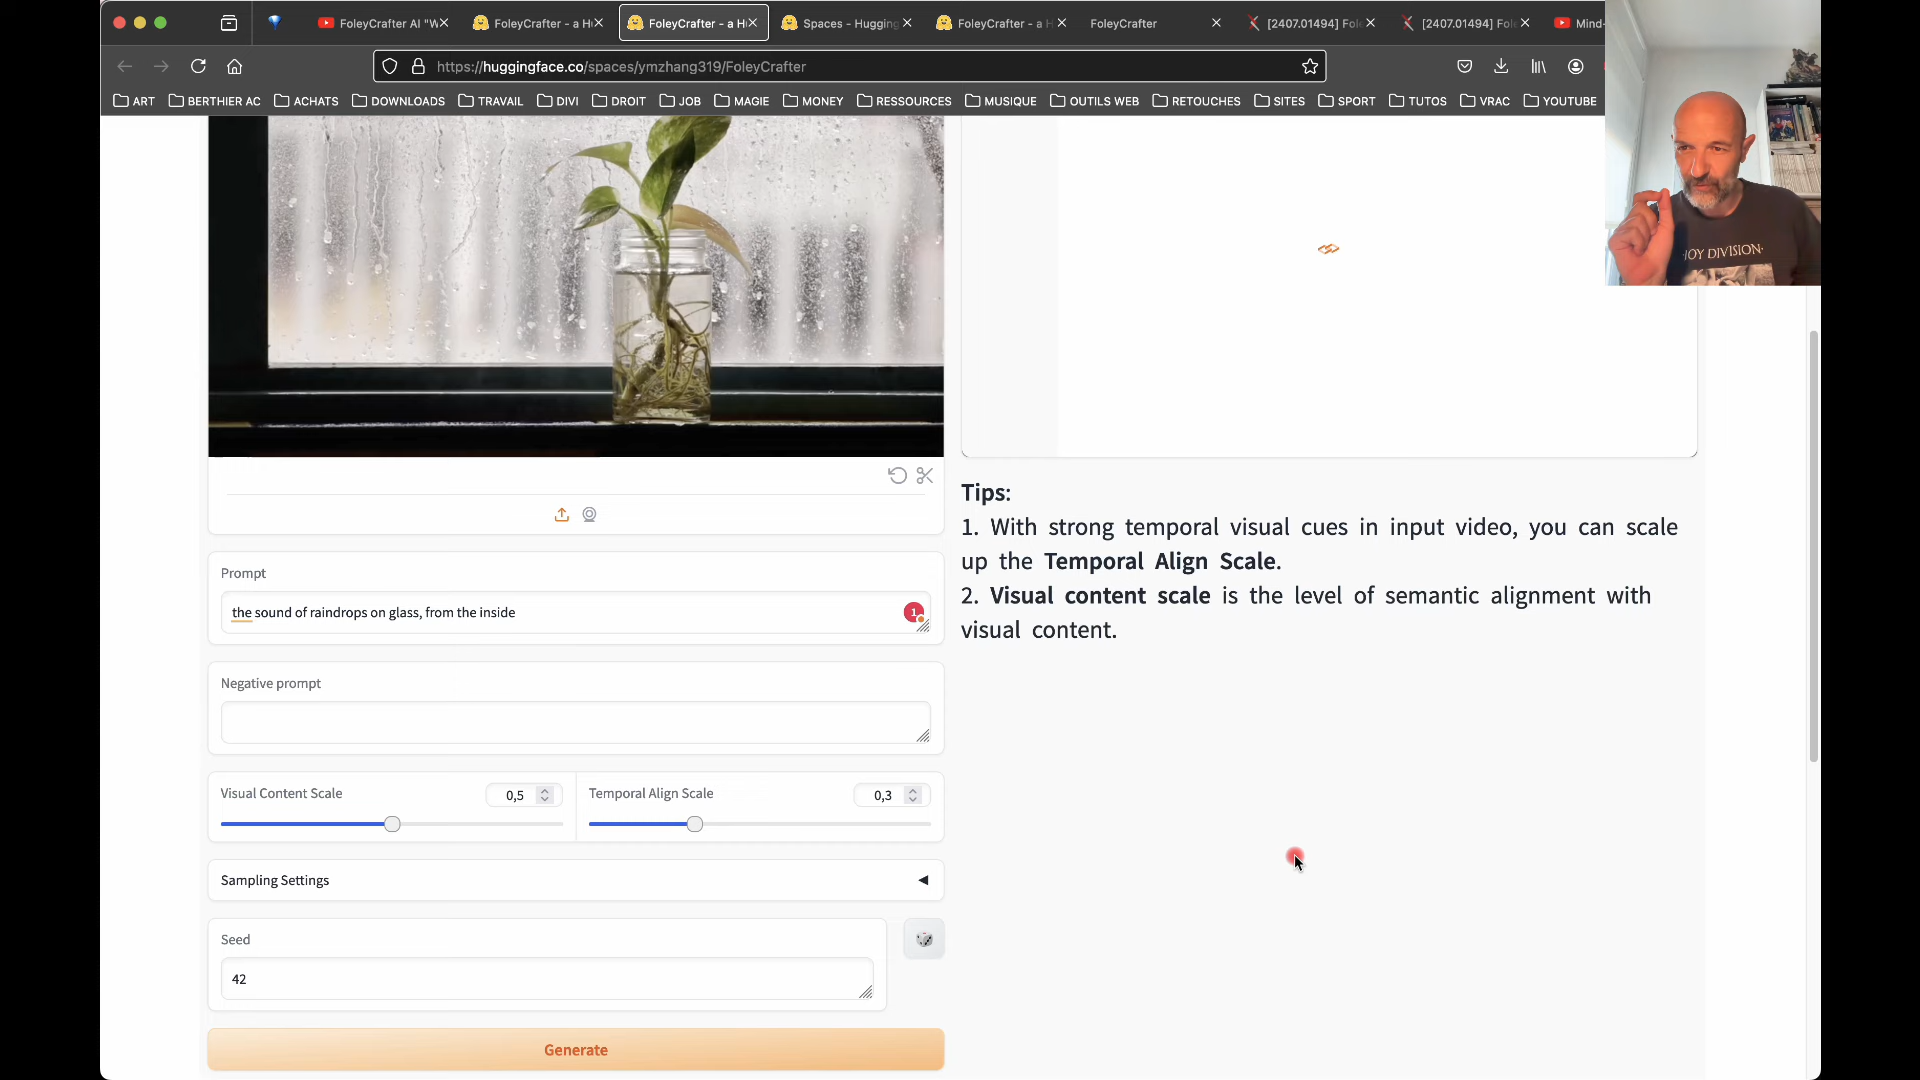 FoleyCrafter AI "W
FoleyCrafter - a H
FoleyCrafter - a H
Spaces - Hugging
FoleyCrafter - a H
FoleyCrafter
[2407.01494] Fol
[2407.01494] Fol
Mind-
https://huggingface.co/spaces/ymzhang319/FoleyCrafter
ART
BERTHIER AC
ACHATS
DOWNLOADS
TRAVAIL
DIVI
DROIT
JOB
MAGIE
MONEY
RESSOURCES
MUSIQUE
OUTILS WEB
RETOUCHES
SITES
SPORT
TUTOS
VRAC
YOUTUBE
JOY DIVISION
Prompt
the sound of raindrops on glass, from the inside
1
Negative prompt
Visual Content Scale
0,5
Temporal Align Scale
0,3
Sampling Settings
Seed
42
Generate
Tips:
1. With strong temporal visual cues in input video, you can scale
up the Temporal Align Scale.
2. Visual content scale is the level of semantic alignment with
visual content.